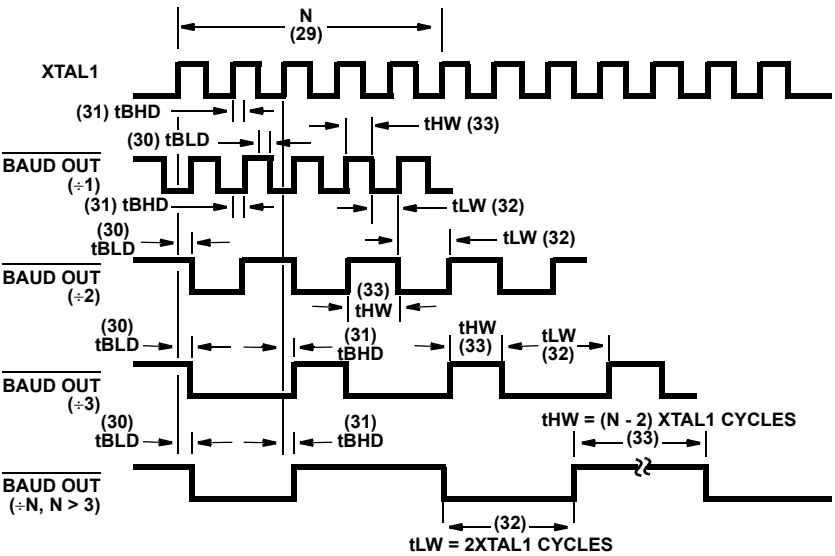 N
(29)
XTAL1
(31) tBHD
tHW (33)
(30) tBLD
BAUD OUT
(÷1)
(31) tBHD
tLW (32)
(30)
tBLD
tLW (32)
BAUD OUT
(÷2)
(33)
tHW
(30)
tBLD
(31)
tBHD
tHW
(33)
tLW
(32)
BAUD OUT
(÷3)
tHW = (N - 2) XTAL1 CYCLES
(33)
(30)
tBLD
(31)
tBHD
BAUD OUT
(÷N, N > 3)
(32)
tLW = 2XTAL1 CYCLES